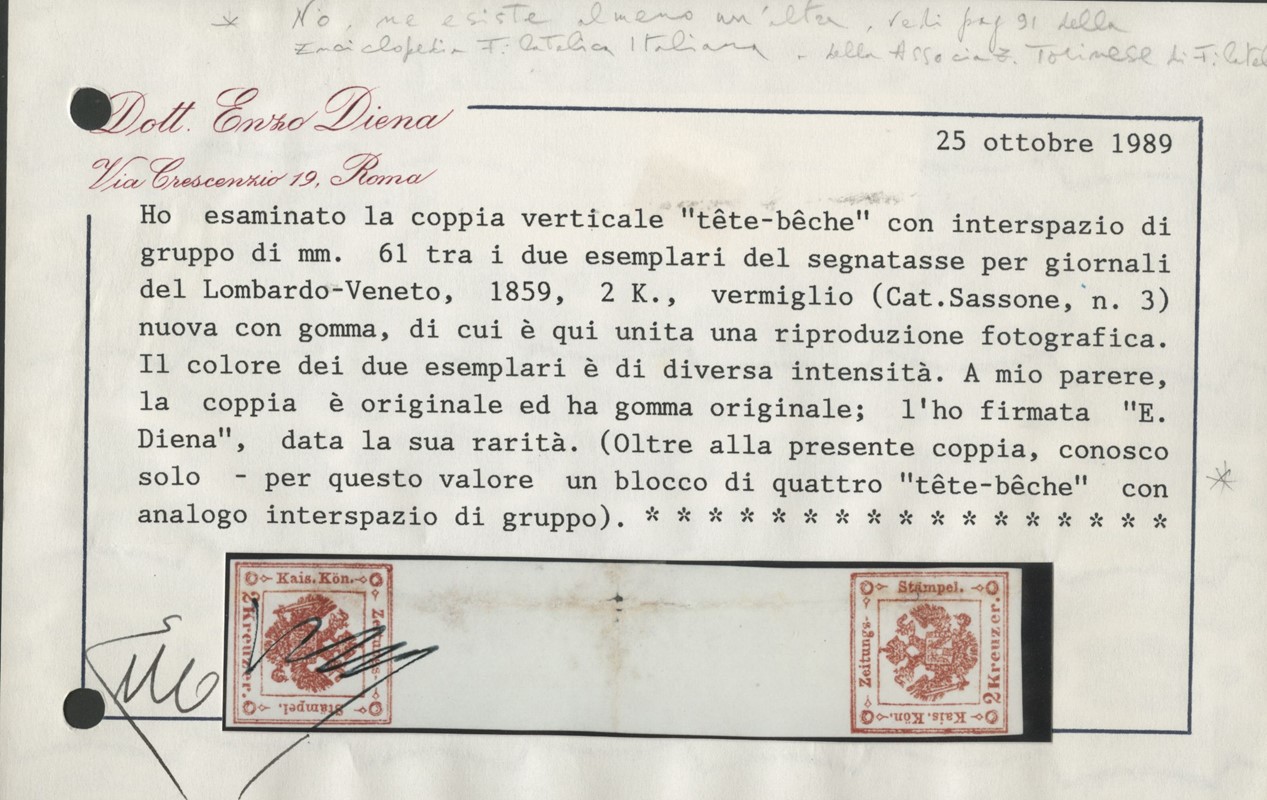 * No, ne esiste almeno un'altra, vedi pag 91 della
Enciclopedia Filatelica Italiana - della Associaz. Torinese di Filatel
Dott. Enzo Diena
Via Crescenzio 19, Roma
25 ottobre 1989
Ho esaminato la coppia verticale "tête-bêche" con interspazio di
gruppo di mm. 61 tra i due esemplari del segnatasse per giornali
del Lombardo-Veneto, 1859, 2 K., vermiglio (Cat.Sassone, n. 3)
nuova con gomma, di cui è qui unita una riproduzione fotografica.
Il colore dei due esemplari è di diversa intensità. A mio parere,
la coppia è originale ed ha gomma originale; l'ho firmata "E.
Diena", data la sua rarità. (Oltre alla presente coppia, conosco
solo - per questo valore un blocco di quattro "tête-bêche" con
analogo interspazio di gruppo). * * * * * * * * * * * * * * * * *
*
Kais. Kön.
2 Kreuzer.
Zeitungs-
Stämpel.
Stämpel.
Zeitungs-
2 Kreuzer.
Kais. Kön.